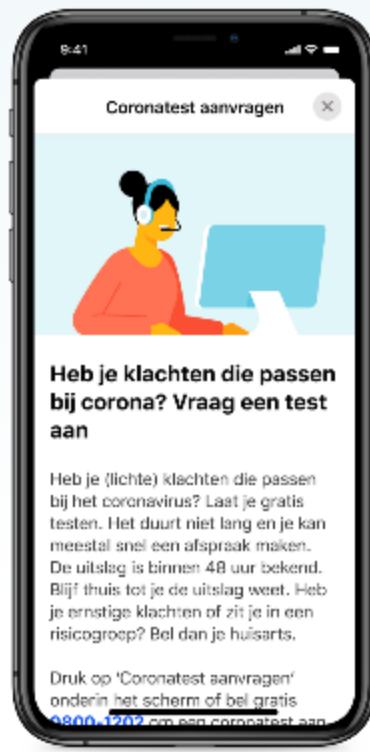 9:41
Coronatest aanvragen
Heb je klachten die passen
bij corona? Vraag een test
aan
Heb je (lichte) klachten die passen
bij het coronavirus? Laat je gratis
testen. Het duurt niet lang en je kan
meestal snel een afspraak maken.
De uitslag is binnen 48 uur bekend.
Blijf thuis tot je de uitslag weet. Heb
je ernstige klachten of zit je in een
risicogroep? Bel dan je huisarts.
Druk op 'Coronatest aanvragen'
onderin het scherm of bel gratis
0800-1202 om een coronatest aan